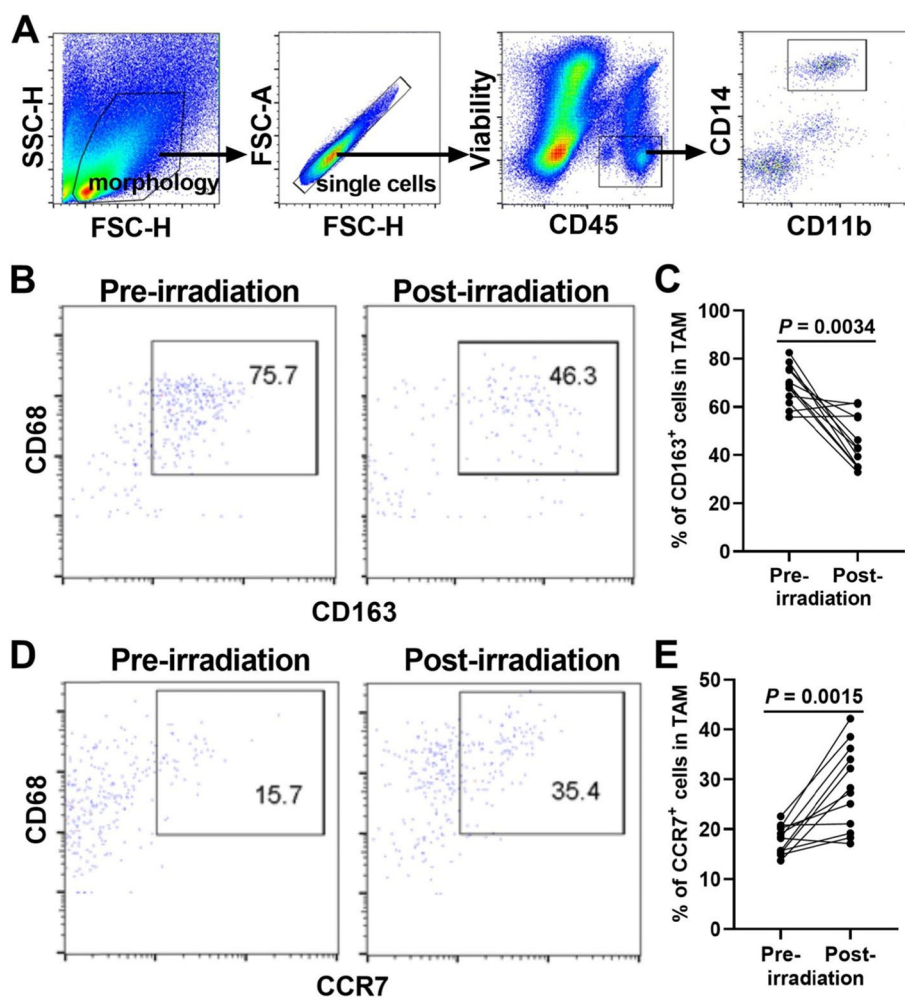 A
SSC-H
morphology
FSC-H
FSC-A
single cells
FSC-H
Viability
CD45
CD14
CD11b
B
Pre-irradiation
Post-irradiation
CD68
75.7
46.3
CD163
C
% of CD163+ cells in TAM
100
80
60
40
20
0
P = 0.0034
Pre- Post-
irradiation
D
Pre-irradiation
Post-irradiation
CD68
15.7
35.4
CCR7
E
% of CCR7+ cells in TAM
50
40
30
20
10
0
P = 0.0015
Pre- Post-
irradiation